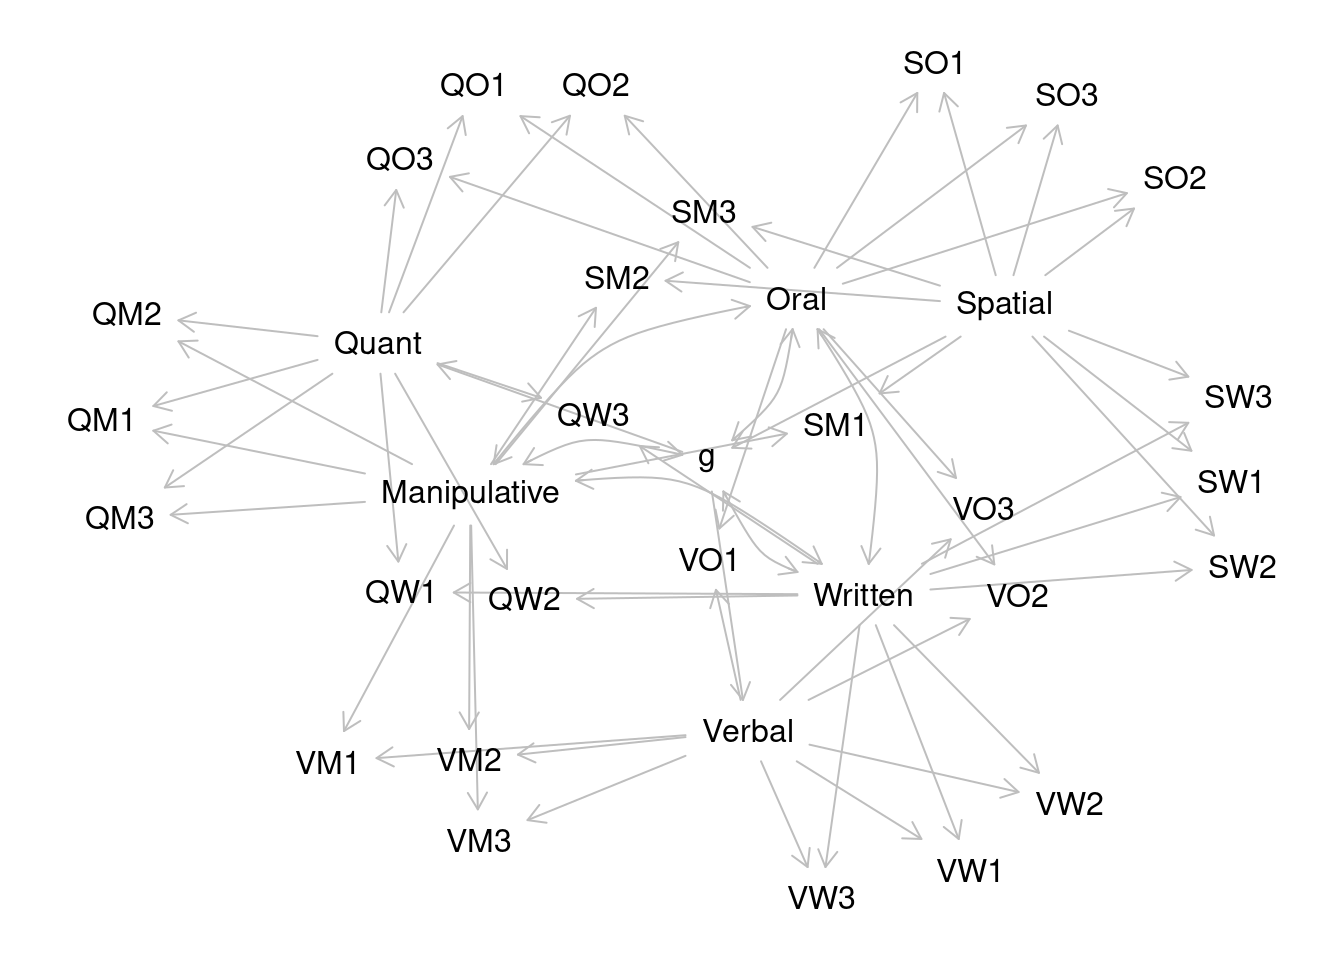 SO1
QO1
QO2
SO3
QO3
SO2
SM3
SM2
Oral
Spatial
QM2
Quant
SW3
QM1
QW3
SM1
g
SW1
Manipulative
VO3
QM3
VO1
SW2
QW1
QW2
Written
VO2
Verbal
VM1
VM2
VW2
VM3
VW1
VW3